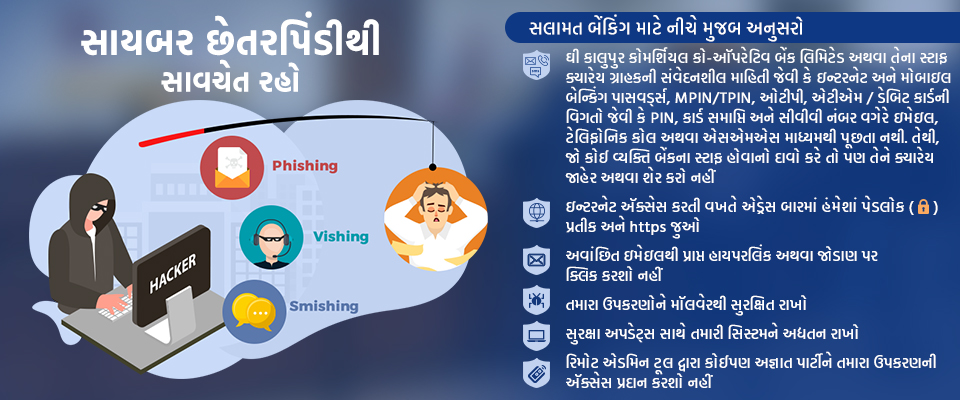 સાયબર છેતરપિંડીથી
સાવચેત રહો
Phishing
Vishing
Smishing
HACKER
સલામત બેંકિંગ માટે નીચે મુજબ અનુસરો
ધી કાલુપુર કોમર્શિયલ કો-ઑપરેટિવ બેંક લિમિટેડ અથવા તેના સ્ટાફ
ક્યારેય ગ્રાહકની સંવેદનશીલ માહિતી જેવી કે ઇન્ટરનેટ અને મોબાઇલ
બેન્કિંગ પાસવર્ડ્સ, MPIN/TPIN, ઓટીપી, એટીએમ / ડેબિટ કાર્ડની
વિગતો જેવી કે PIN, કાર્ડ સમાપ્તિ અને સીવીવી નંબર વગેરે ઇમેઇલ,
ટેલિફોનિક કોલ અથવા એસએમએસ માધ્યમથી પૂછતા નથી. તેથી,
જો કોઈ વ્યક્તિ બેંકના સ્ટાફ હોવાનો દાવો કરે તો પણ તેને ક્યારેય
જાહેર અથવા શેર કરો નહીં
ઇન્ટરનેટ ઍક્સેસ કરતી વખતે એડ્રેસ બારમાં હંમેશાં પેડલોક ( 🔒 )
પ્રતીક અને https જુઓ
અવાંછિત ઇમેઇલથી પ્રાપ્ત હાયપરલિંક અથવા જોડાણ પર
ક્લિક કરશો નહીં
તમારા ઉપકરણોને મૉલવેરથી સુરક્ષિત રાખો
સુરક્ષા અપડેટ્સ સાથે તમારી સિસ્ટમને અદ્યતન રાખો
રિમોટ એડમિન ટૂલ દ્વારા કોઈપણ અજ્ઞાત પાર્ટીને તમારા ઉપકરણની
ઍક્સેસ પ્રદાન કરશો નહીં